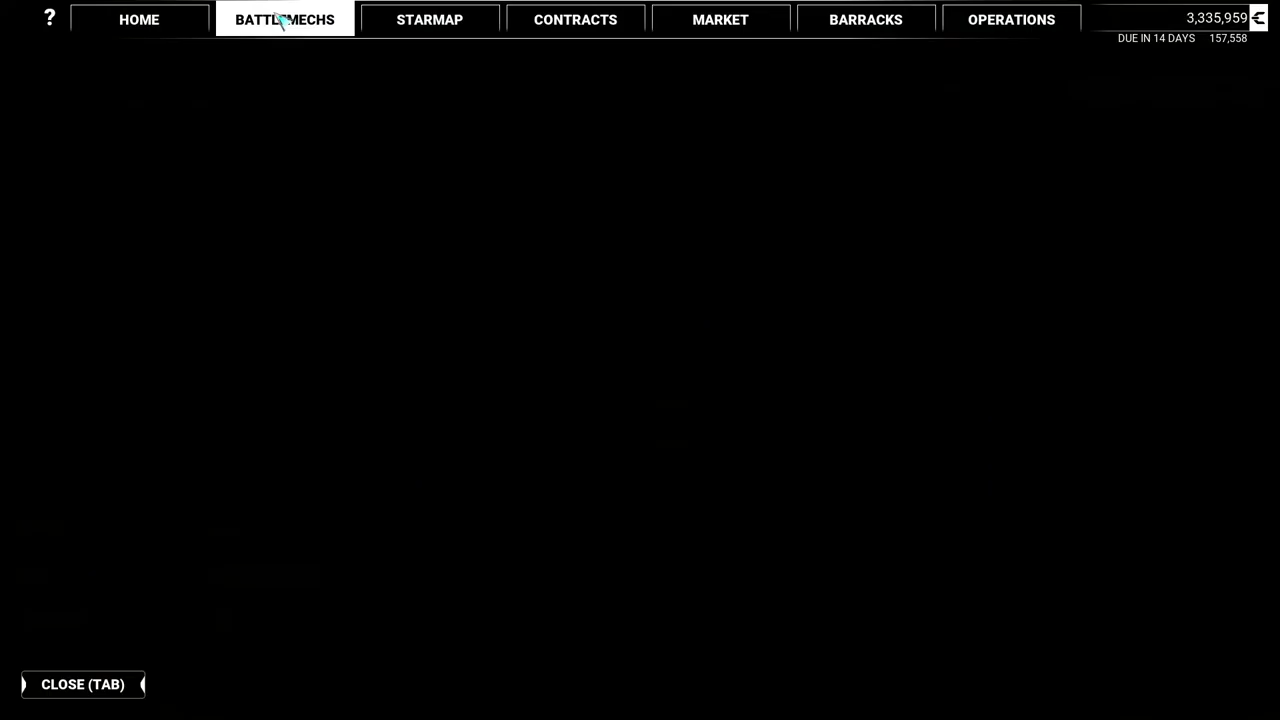 ?
HOME
BATTLEMECHS
STARMAP
CONTRACTS
MARKET
BARRACKS
OPERATIONS
3,335,959
DUE IN 14 DAYS 157,558
CLOSE (TAB)